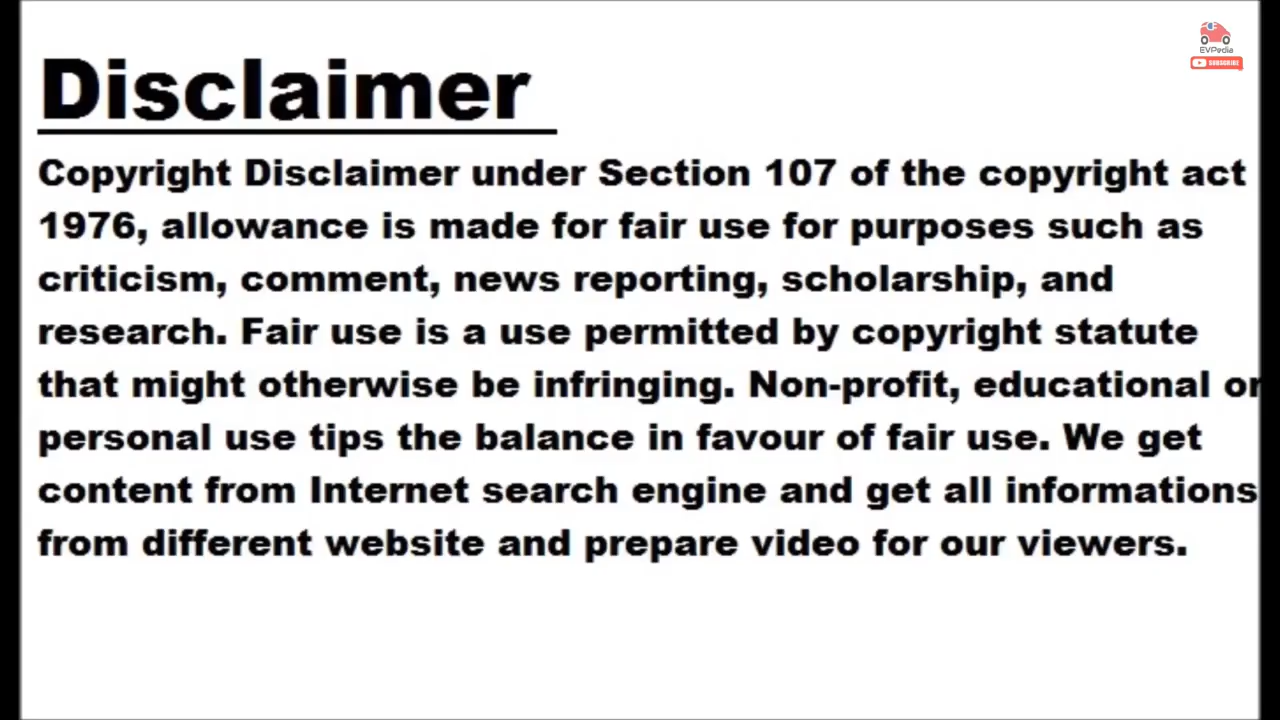 EVPedia
SUBSCRIBE
Disclaimer
Copyright Disclaimer under Section 107 of the copyright act
1976, allowance is made for fair use for purposes such as
criticism, comment, news reporting, scholarship, and
research. Fair use is a use permitted by copyright statute
that might otherwise be infringing. Non-profit, educational or
personal use tips the balance in favour of fair use. We get
content from Internet search engine and get all informations
from different website and prepare video for our viewers.